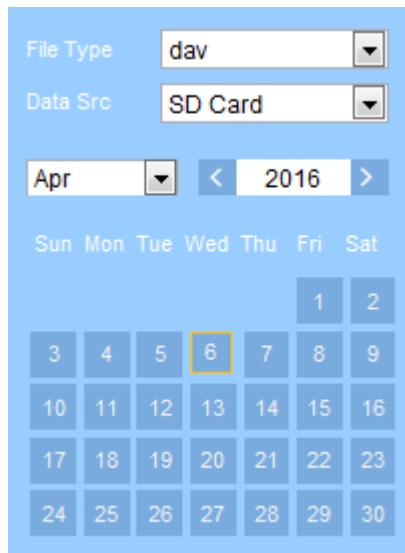 File Type dav
Data Src SD Card
Apr < 2016 >
Sun Mon Tue Wed Thu Fri Sat
1 2
3 4 5 6 7 8 9
10 11 12 13 14 15 16
17 18 19 20 21 22 23
24 25 26 27 28 29 30